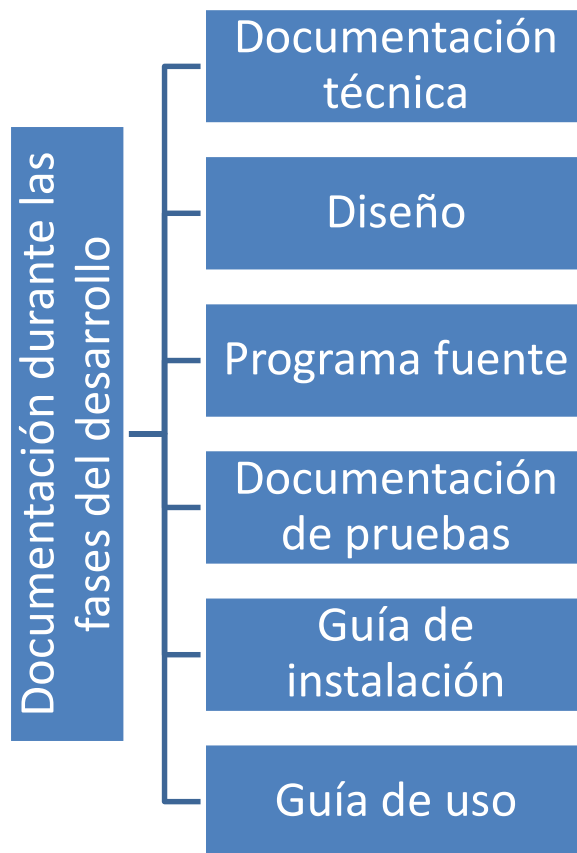 Documentación durante las
fases del desarrollo
Documentación
técnica
Diseño
Programa fuente
Documentación
de pruebas
Guía de
instalación
Guía de uso